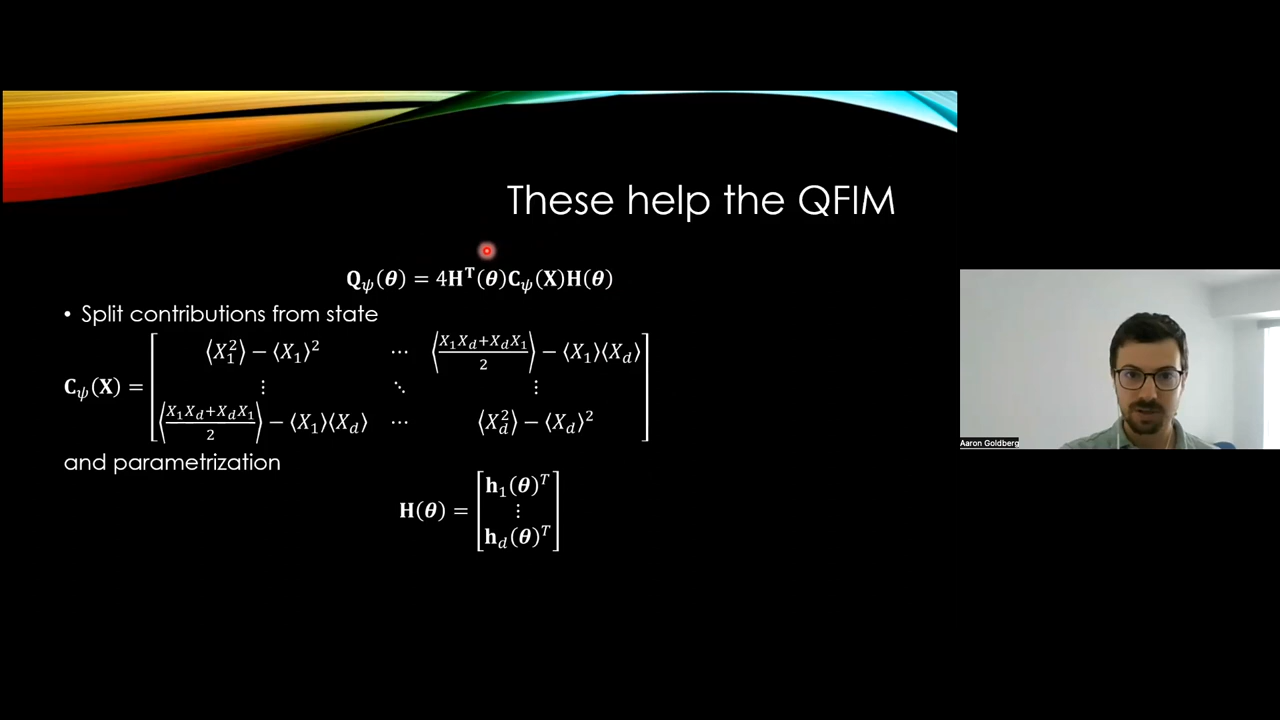 These help the QFIM
𝐐_ψ(𝜽) = 4𝐇^𝐓(𝜽)𝐂_ψ(𝐗)𝐇(𝜽)
• Split contributions from state
𝐂_ψ(𝐗) = [⟨X_1^2⟩ − ⟨X_1⟩^2 ⋯ ⟨(X_1X_d+X_dX_1)/2⟩ − ⟨X_1⟩⟨X_d⟩
⋮ ⋱ ⋮
⟨(X_1X_d+X_dX_1)/2⟩ − ⟨X_1⟩⟨X_d⟩ ⋯ ⟨X_d^2⟩ − ⟨X_d⟩^2]
and parametrization
𝐇(𝜽) = [𝐡_1(𝜽)^T
⋮
𝐡_d(𝜽)^T]
Aaron Goldberg